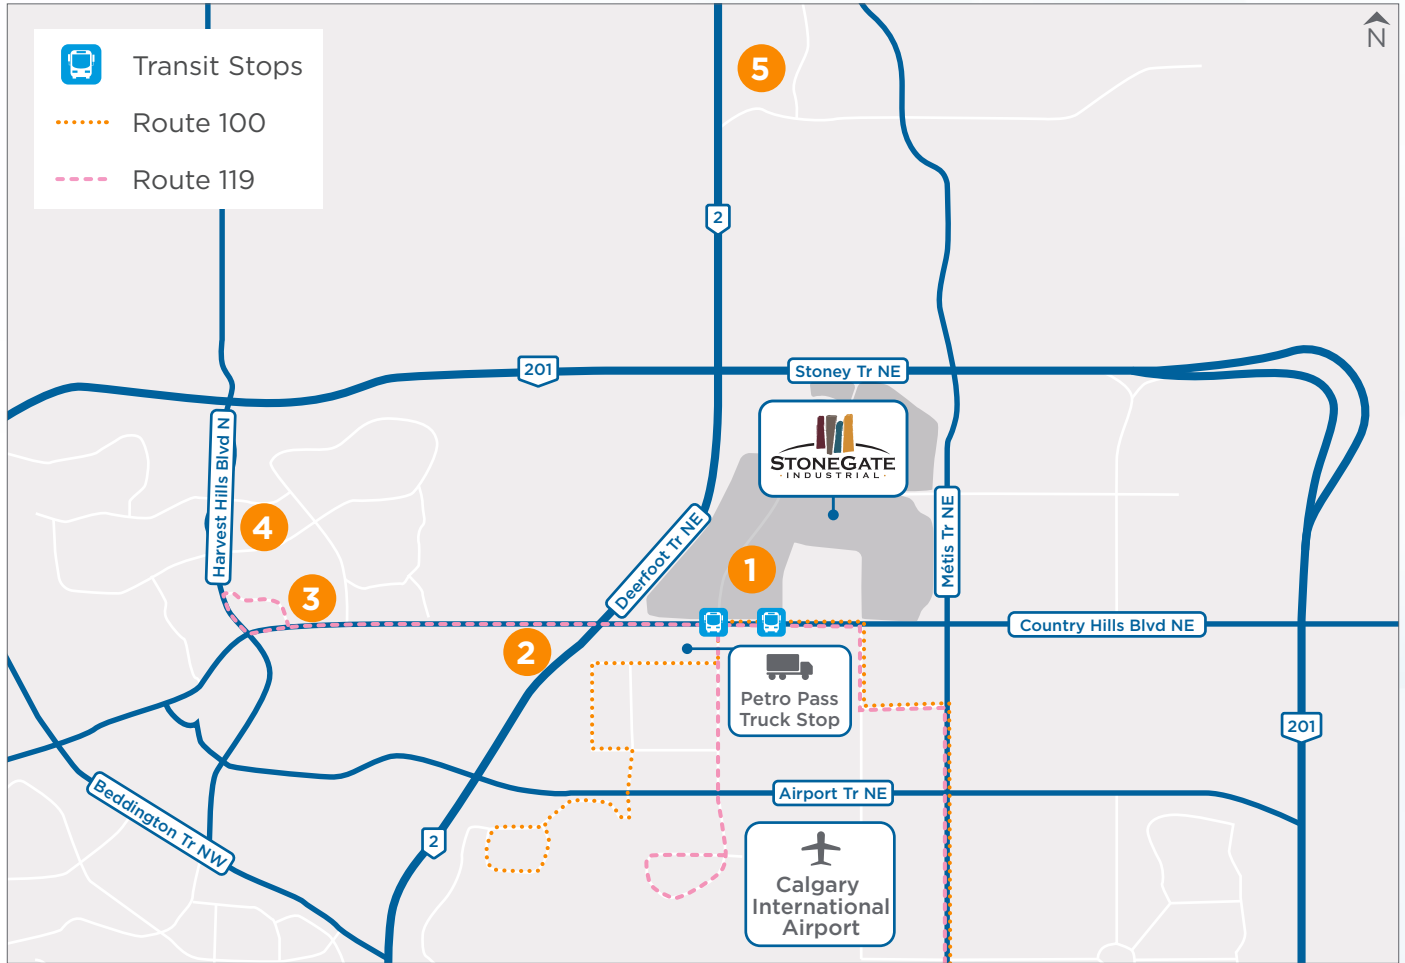 N
Transit Stops
Route 100
Route 119
5
2
201
Stoney Tr NE
STONEGATE
· INDUSTRIAL ·
Harvest Hills Blvd N
4
Deerfoot Tr NE
Métis Tr NE
1
3
2
Country Hills Blvd NE
Petro Pass
Truck Stop
201
Beddington Tr NW
Airport Tr NE
2
Calgary
International
Airport